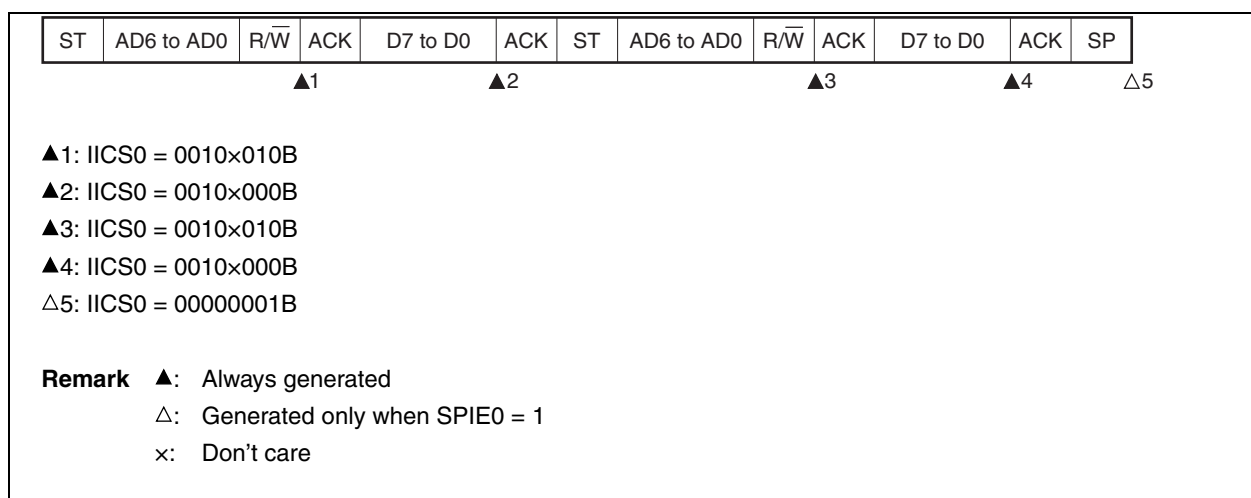 ST AD6 to AD0 R/W̅ ACK D7 to D0 ACK ST AD6 to AD0 R/W̅ ACK D7 to D0 ACK SP
▲1 ▲2 ▲3 ▲4 △5
▲1: IICS0 = 0010×010B
▲2: IICS0 = 0010×000B
▲3: IICS0 = 0010×010B
▲4: IICS0 = 0010×000B
△5: IICS0 = 00000001B
Remark ▲: Always generated
△: Generated only when SPIE0 = 1
×: Don't care